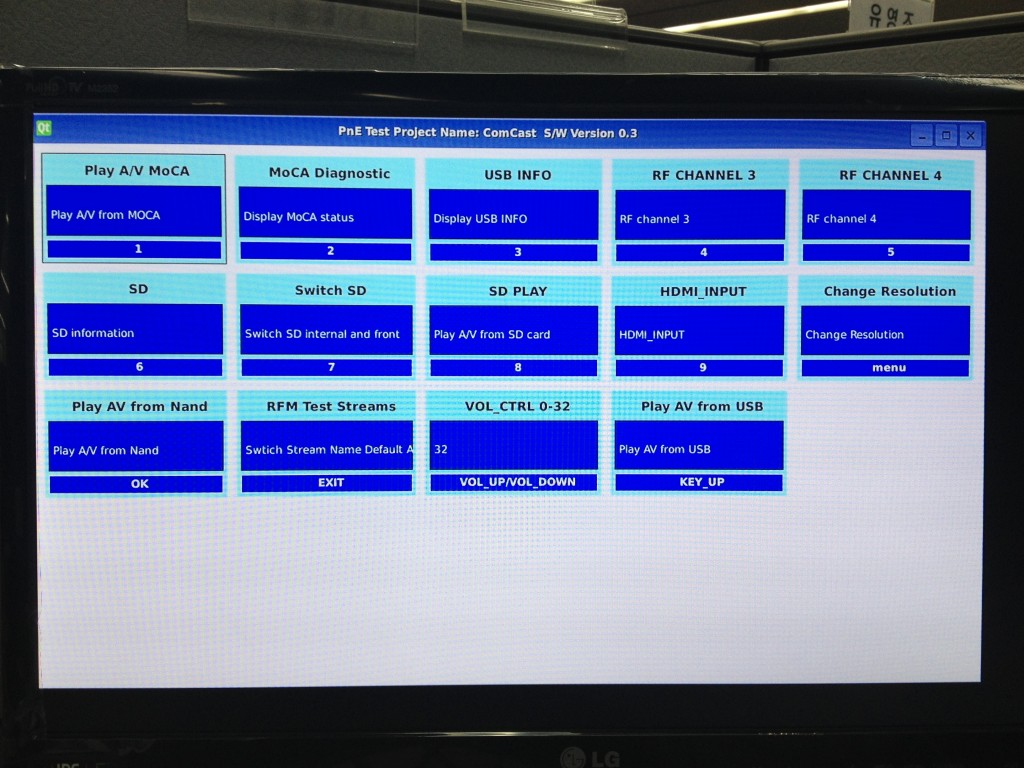 Qt
PnE Test Project Name: ComCast S/W Version 0.3
Play A/V MoCA
Play A/V from MOCA
1
MoCA Diagnostic
Display MoCA status
2
USB INFO
Display USB INFO
3
RF CHANNEL 3
RF channel 3
4
RF CHANNEL 4
RF channel 4
5
SD
SD information
6
Switch SD
Switch SD internal and front
7
SD PLAY
Play A/V from SD card
8
HDMI_INPUT
HDMI_INPUT
9
Change Resolution
Change Resolution
menu
Play AV from Nand
Play A/V from Nand
OK
RFM Test Streams
Swtich Stream Name Default A
EXIT
VOL_CTRL 0-32
32
VOL_UP/VOL_DOWN
Play AV from USB
Play AV from USB
KEY_UP
LG